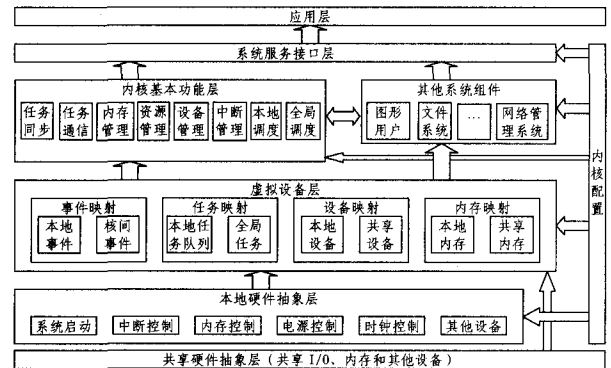 应用层
系统服务接口层
内核基本功能层
其他系统组件
任务同步
任务通信
内存管理
资源管理
设备管理
中断管理
本地调度
全局调度
图形用户
文件系统
...
网络管理系统
内核配置
虚拟设备层
事件映射
任务映射
设备映射
内存映射
本地事件
核间事件
本地任务队列
全局任务
本地设备
共享设备
本地内存
共享内存
本地硬件抽象层
系统启动
中断控制
内存控制
电源控制
时钟控制
其他设备
共享硬件抽象层(共享 I/O、内存和其他设备)